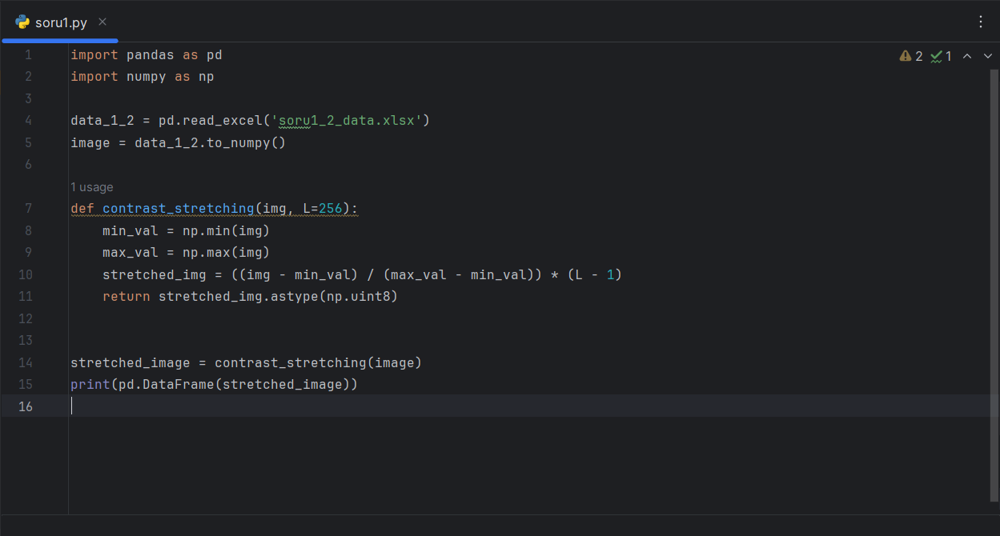 soru1.py
2 1
1 import pandas as pd
2 import numpy as np
3
4 data_1_2 = pd.read_excel('soru1_2_data.xlsx')
5 image = data_1_2.to_numpy()
6
1 usage
7 def contrast_stretching(img, L=256):
8     min_val = np.min(img)
9     max_val = np.max(img)
10     stretched_img = ((img - min_val) / (max_val - min_val)) * (L - 1)
11     return stretched_img.astype(np.uint8)
12
13
14 stretched_image = contrast_stretching(image)
15 print(pd.DataFrame(stretched_image))
16